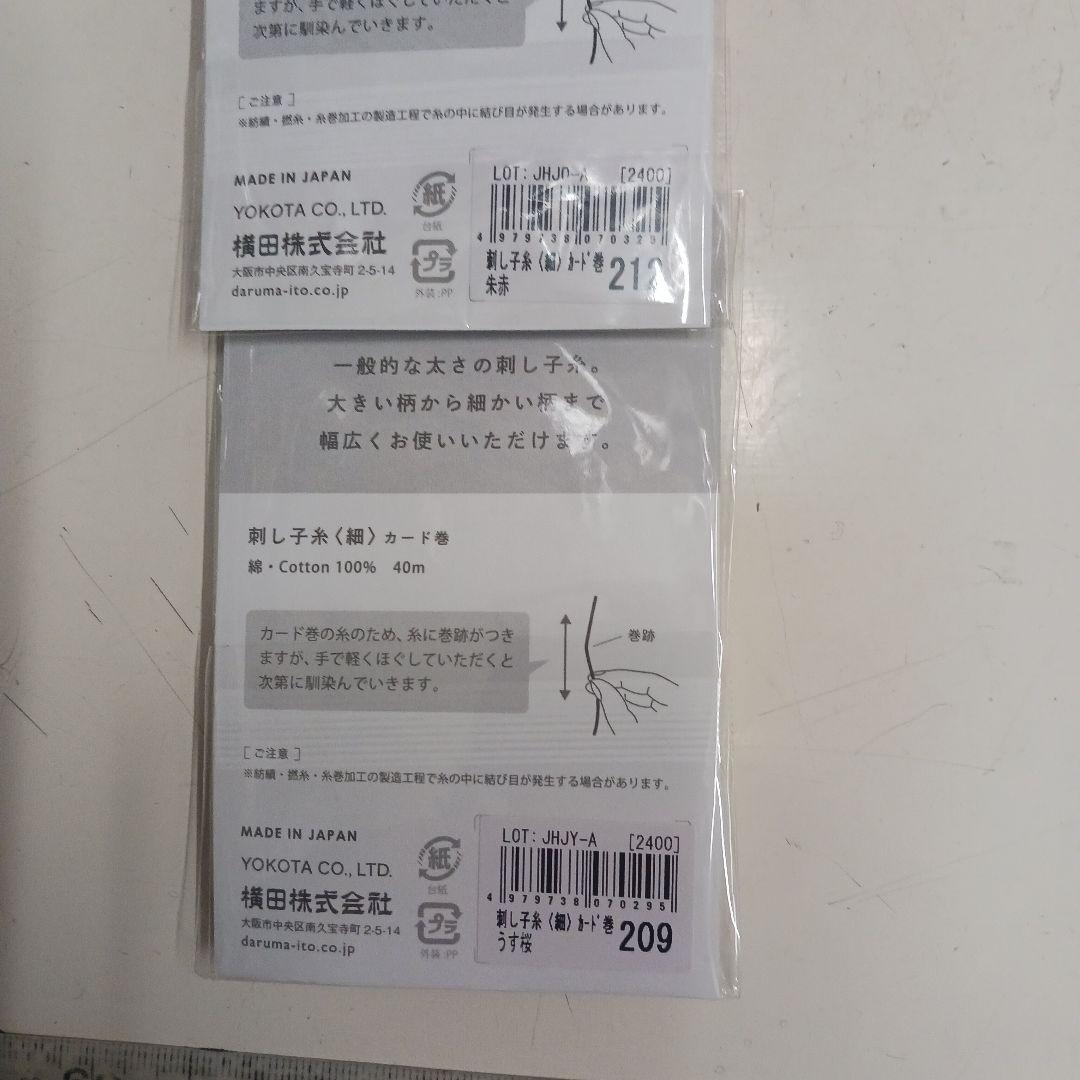 ますが、手で軽くほぐしていただくと
次第に馴染んでいきます。
[ご注意]
※紡績・撚糸・糸巻加工の製造工程で糸の中に結び目が発生する場合があります。
MADE IN JAPAN
YOKOTA CO., LTD.
横田株式会社
大阪市中央区南久宝寺町 2-5-14
daruma-ito.co.jp
紙
台紙
プラ
外装:PP
[2400]
刺し子糸〈細〉カード巻
朱赤
一般的な太さの刺し子糸。
大きい柄から細かい柄まで
幅広くお使いいただけます。
刺し子糸〈細〉カード巻
綿・Cotton 100% 40m
カード巻の糸のため、糸に巻跡がつき
ますが、手で軽くほぐしていただくと
次第に馴染んでいきます。
巻跡
[ご注意]
※紡績・撚糸・糸巻加工の製造工程で糸の中に結び目が発生する場合があります。
MADE IN JAPAN
YOKOTA CO., LTD.
横田株式会社
大阪市中央区南久宝寺町 2-5-14
daruma-ito.co.jp
紙
台紙
プラ
外装:PP
LOT: JHJY-A [2400]
4 979738 070295
刺し子糸〈細〉カード巻
うす桜
209